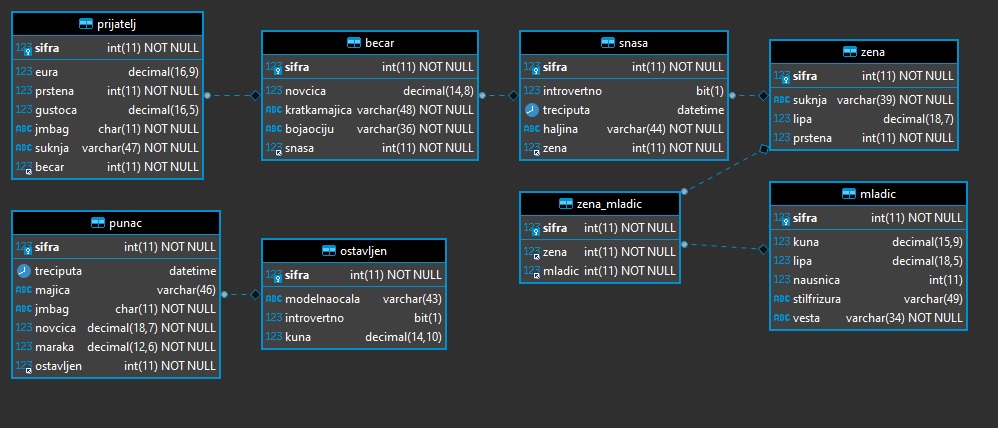 prijatelj
123 sifra int(11) NOT NULL
123 eura decimal(16,9)
123 prstena int(11) NOT NULL
123 gustoca decimal(16,5)
ABC jmbag char(11) NOT NULL
ABC suknja varchar(47) NOT NULL
123 becar int(11) NOT NULL
becar
123 sifra int(11) NOT NULL
123 novcica decimal(14,8)
ABC kratkamajica varchar(48) NOT NULL
ABC bojaociju varchar(36) NOT NULL
123 snasa int(11) NOT NULL
snasa
123 sifra int(11) NOT NULL
123 introvertno bit(1)
treciputa datetime
ABC haljina varchar(44) NOT NULL
123 zena int(11) NOT NULL
zena
123 sifra int(11) NOT NULL
ABC suknja varchar(39) NOT NULL
123 lipa decimal(18,7)
123 prstena int(11) NOT NULL
punac
123 sifra int(11) NOT NULL
treciputa datetime
ABC majica varchar(46)
ABC jmbag char(11) NOT NULL
123 novcica decimal(18,7) NOT NULL
123 maraka decimal(12,6) NOT NULL
123 ostavljen int(11) NOT NULL
ostavljen
123 sifra int(11) NOT NULL
ABC modelnaocala varchar(43)
123 introvertno bit(1)
123 kuna decimal(14,10)
zena_mladic
123 sifra int(11) NOT NULL
123 zena int(11) NOT NULL
123 mladic int(11) NOT NULL
mladic
123 sifra int(11) NOT NULL
123 kuna decimal(15,9)
123 lipa decimal(18,5)
123 nausnica int(11)
ABC stilfrizura varchar(49)
ABC vesta varchar(34) NOT NULL